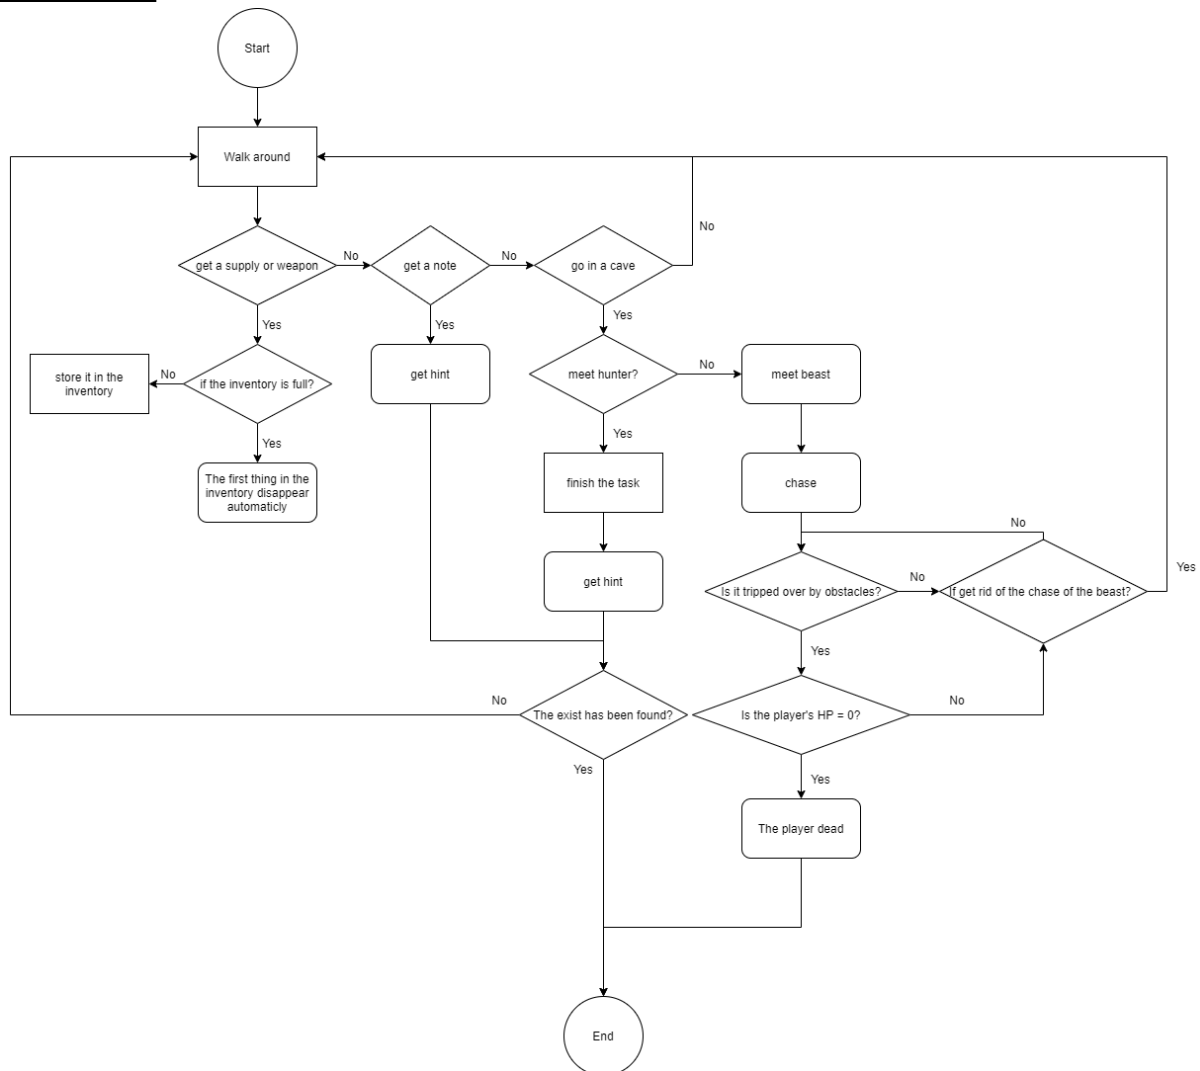 Start
Walk around
No
get a supply or weapon
No
get a note
No
go in a cave
Yes
Yes
Yes
store it in the
inventory
No
if the inventory is full?
get hint
meet hunter?
No
meet beast
Yes
Yes
The first thing in the
inventory disappear
automaticly
finish the task
chase
No
get hint
Is it tripped over by obstacles?
No
If get rid of the chase of the beast?
Yes
Yes
No
The exist has been found?
Is the player's HP = 0?
No
Yes
Yes
The player dead
End